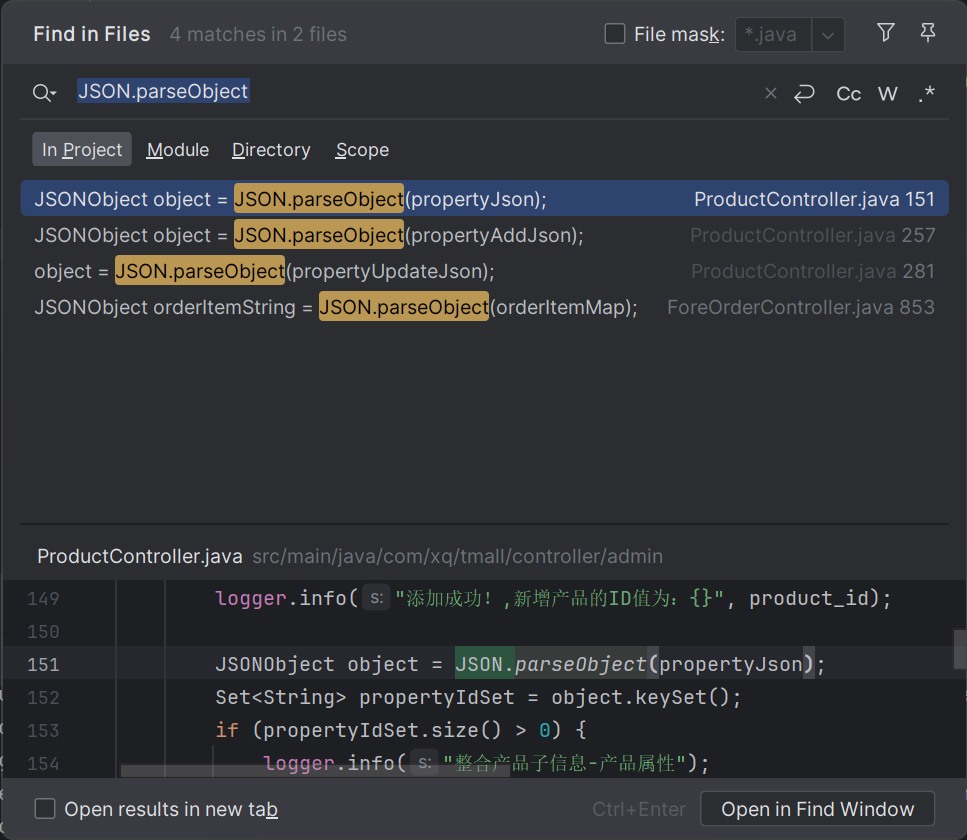 Find in Files 4 matches in 2 files File mask: *.java
JSON.parseObject Cc W .*
In Project Module Directory Scope
JSONObject object = JSON.parseObject(propertyJson); ProductController.java 151
JSONObject object = JSON.parseObject(propertyAddJson); ProductController.java 257
object = JSON.parseObject(propertyUpdateJson); ProductController.java 281
JSONObject orderItemString = JSON.parseObject(orderItemMap); ForeOrderController.java 853
ProductController.java src/main/java/com/xq/tmall/controller/admin
149 logger.info( s: "添加成功！,新增产品的ID值为：{}", product_id);
150
151 JSONObject object = JSON.parseObject(propertyJson);
152 Set<String> propertyIdSet = object.keySet();
153 if (propertyIdSet.size() > 0) {
154 logger.info( s: "整合产品子信息-产品属性");
Open results in new tab Ctrl+Enter Open in Find Window